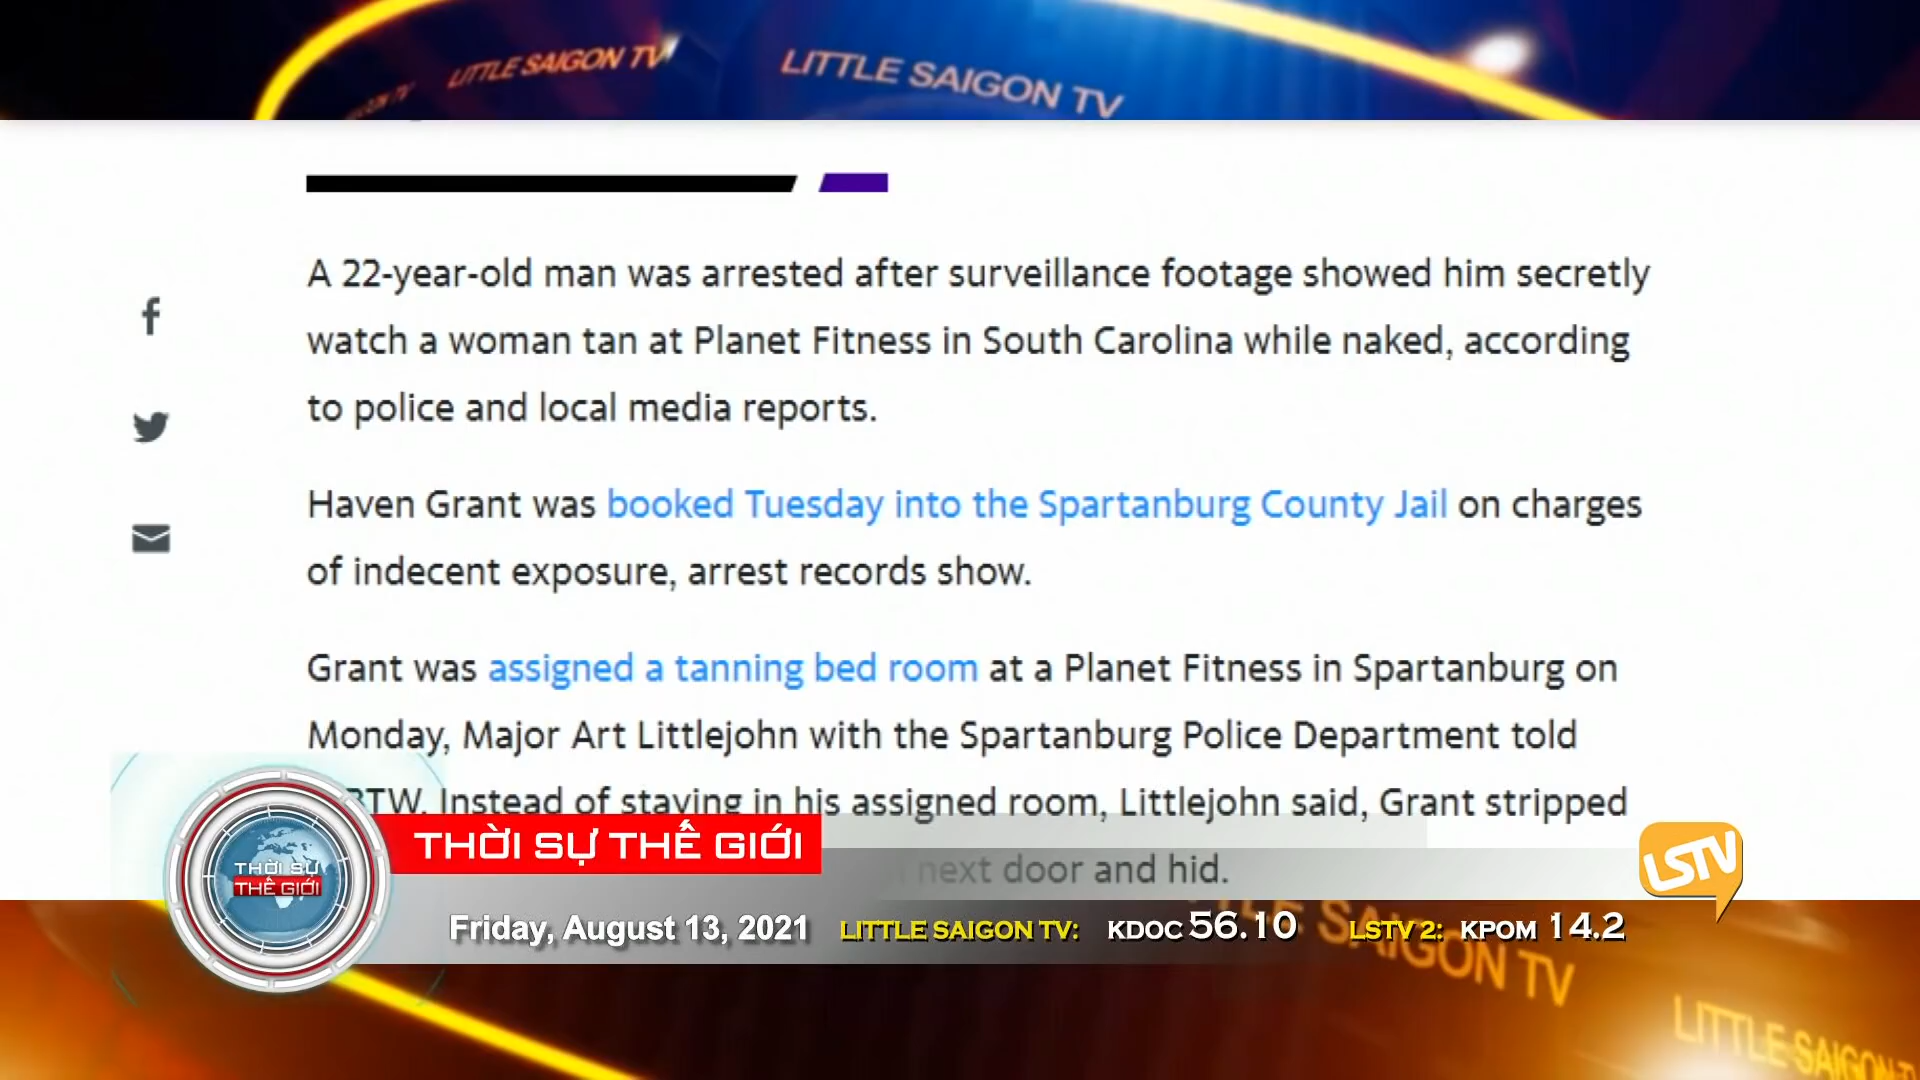 LITTLE SAIGON TV
LITTLE SAIGON TV
A 22-year-old man was arrested after surveillance footage showed him secretly
watch a woman tan at Planet Fitness in South Carolina while naked, according
to police and local media reports.
Haven Grant was booked Tuesday into the Spartanburg County Jail on charges
of indecent exposure, arrest records show.
Grant was assigned a tanning bed room at a Planet Fitness in Spartanburg on
Monday, Major Art Littlejohn with the Spartanburg Police Department told
Instead of staying in his assigned room, Littlejohn said, Grant stripped
next door and hid.
THỜI SỰ THẾ GIỚI
THỜI SỰ
THẾ GIỚI
LSTV
Friday, August 13, 2021 LITTLE SAIGON TV: KDOC 56.10 LSTV 2: KPOM 14.2
SAIGON TV
LITTLE SAIGON TV